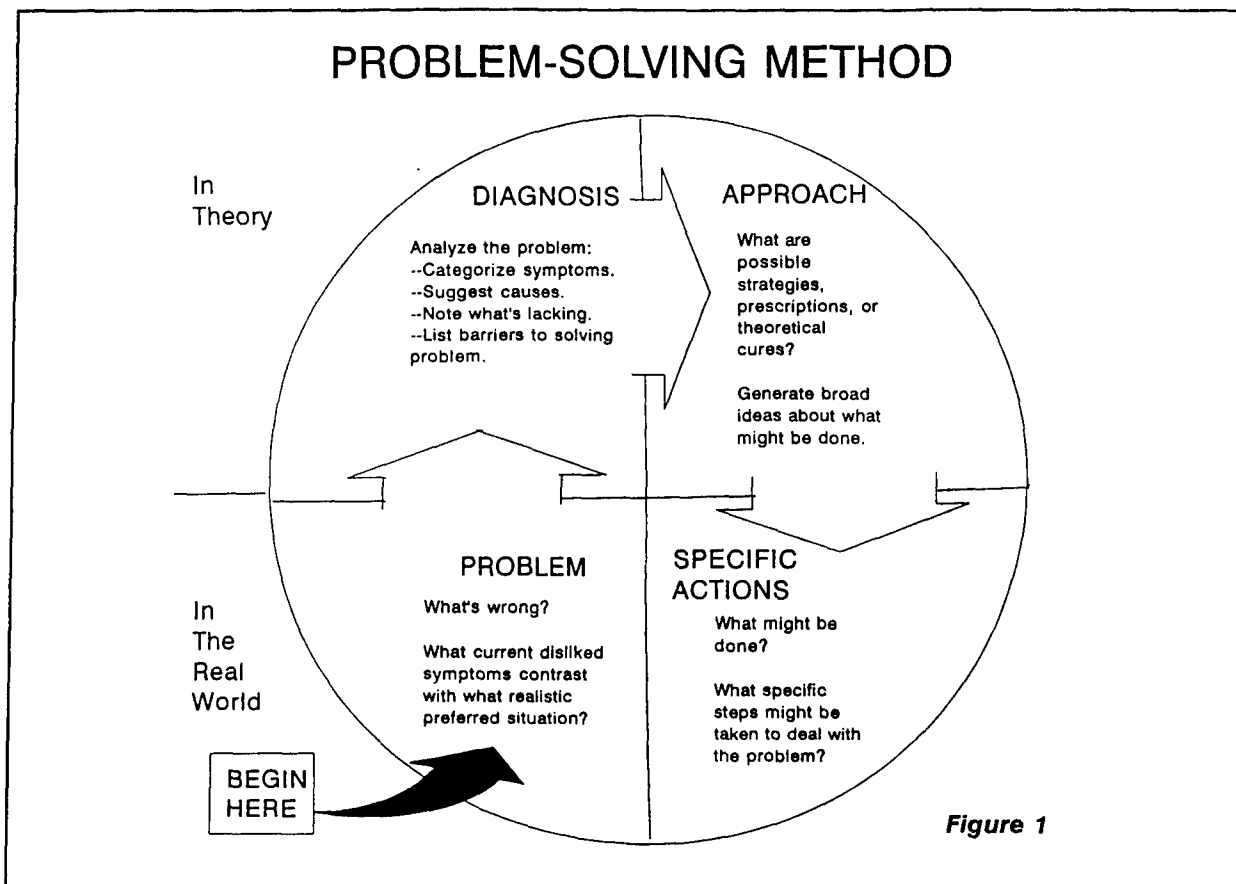 PROBLEM-SOLVING METHOD
In
Theory
DIAGNOSIS
Analyze the problem:
--Categorize symptoms.
--Suggest causes.
--Note what's lacking.
--List barriers to solving
problem.
APPROACH
What are
possible
strategies,
prescriptions, or
theoretical
cures?
Generate broad
ideas about what
might be done.
In
The
Real
World
PROBLEM
What's wrong?
What current disliked
symptoms contrast
with what realistic
preferred situation?
SPECIFIC
ACTIONS
What might be
done?
What specific
steps might be
taken to deal with
the problem?
BEGIN
HERE
Figure 1